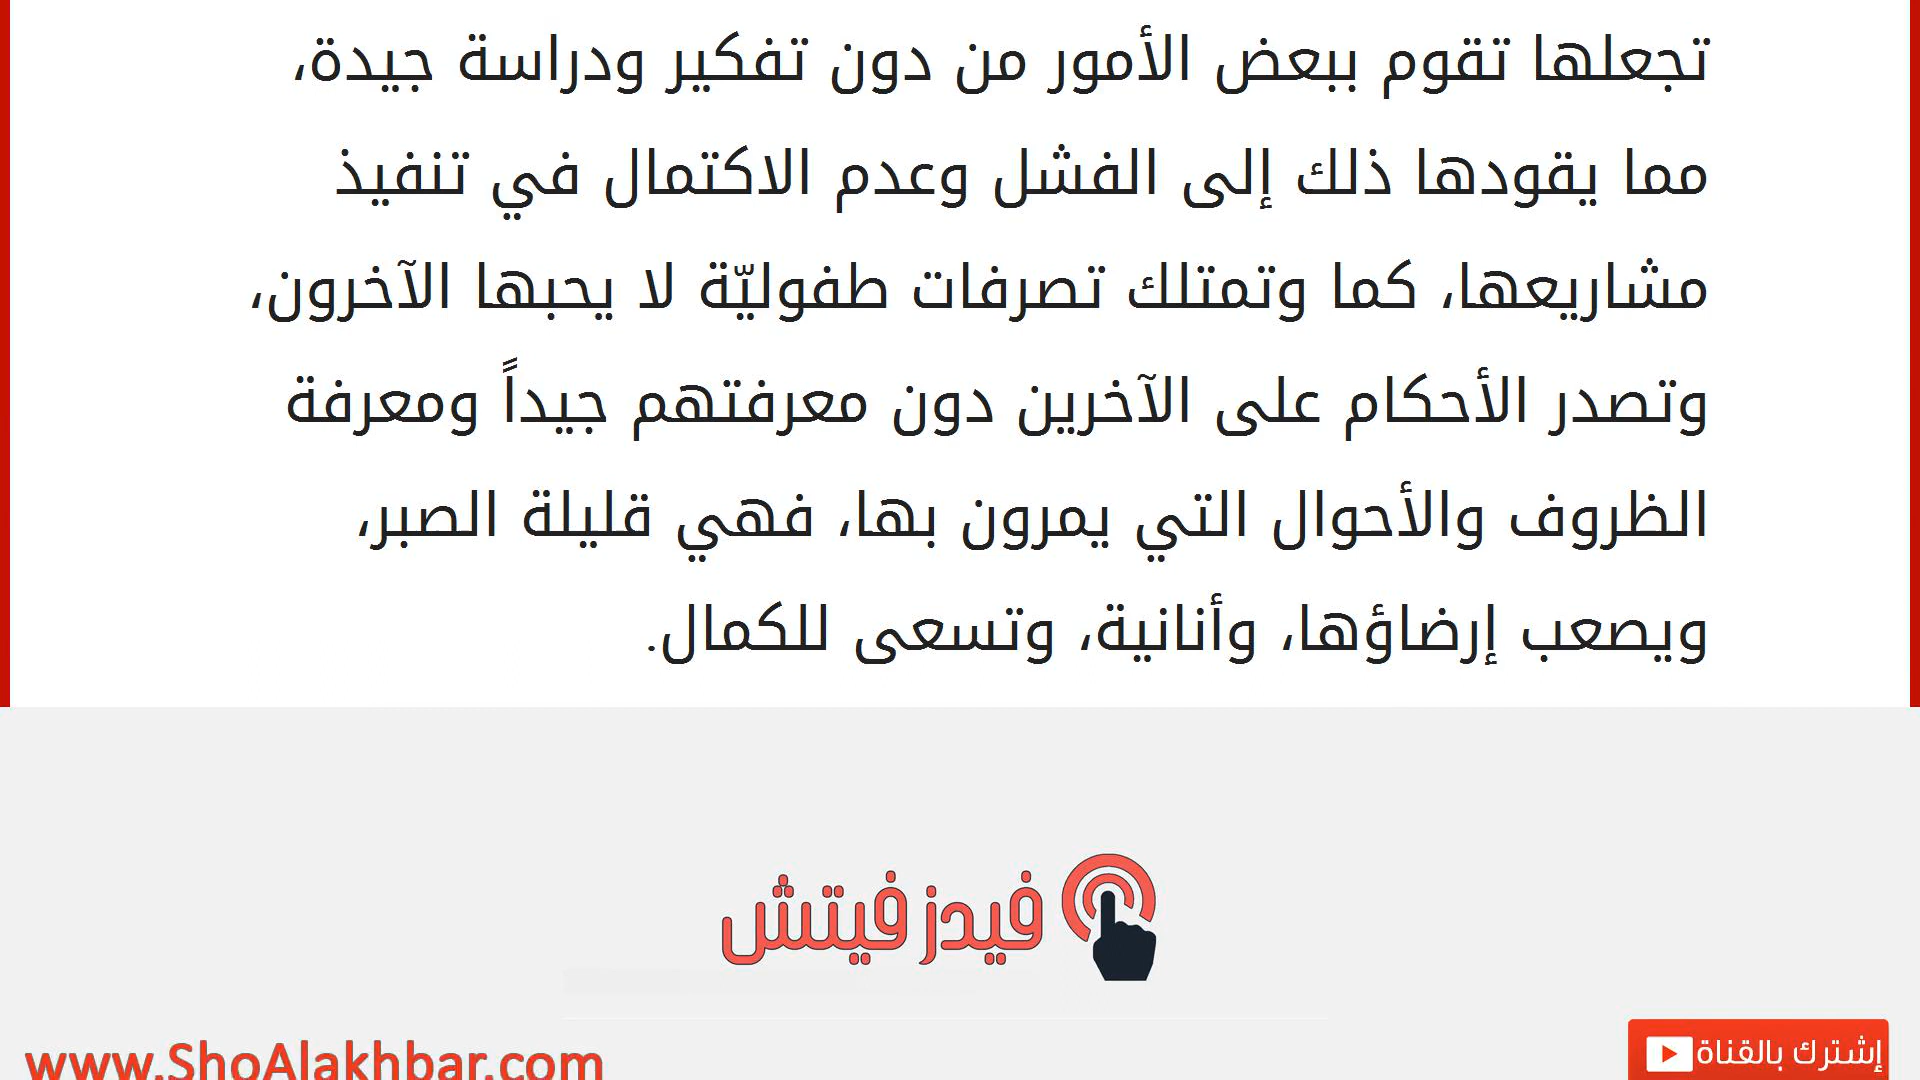 تجعلها تقوم ببعض الأمور من دون تفكير ودراسة جيدة،
مما يقودها ذلك إلى الفشل وعدم الاكتمال في تنفيذ
مشاريعها، كما وتمتلك تصرفات طفوليّة لا يحبها الآخرون،
وتصدر الأحكام على الآخرين دون معرفتهم جيداً ومعرفة
الظروف والأحوال التي يمرون بها، فهي قليلة الصبر،
ويصعب إرضاؤها، وأنانية، وتسعى للكمال.
فيدز فيتش
www.ShoAlakhbar.com
إشترك بالقناة